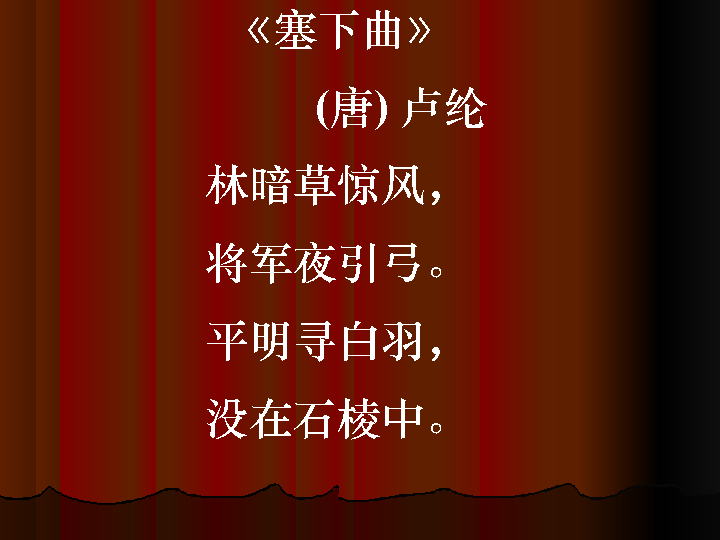 《塞下曲》
(唐) 卢纶
林暗草惊风，
将军夜引弓。
平明寻白羽，
没在石棱中。